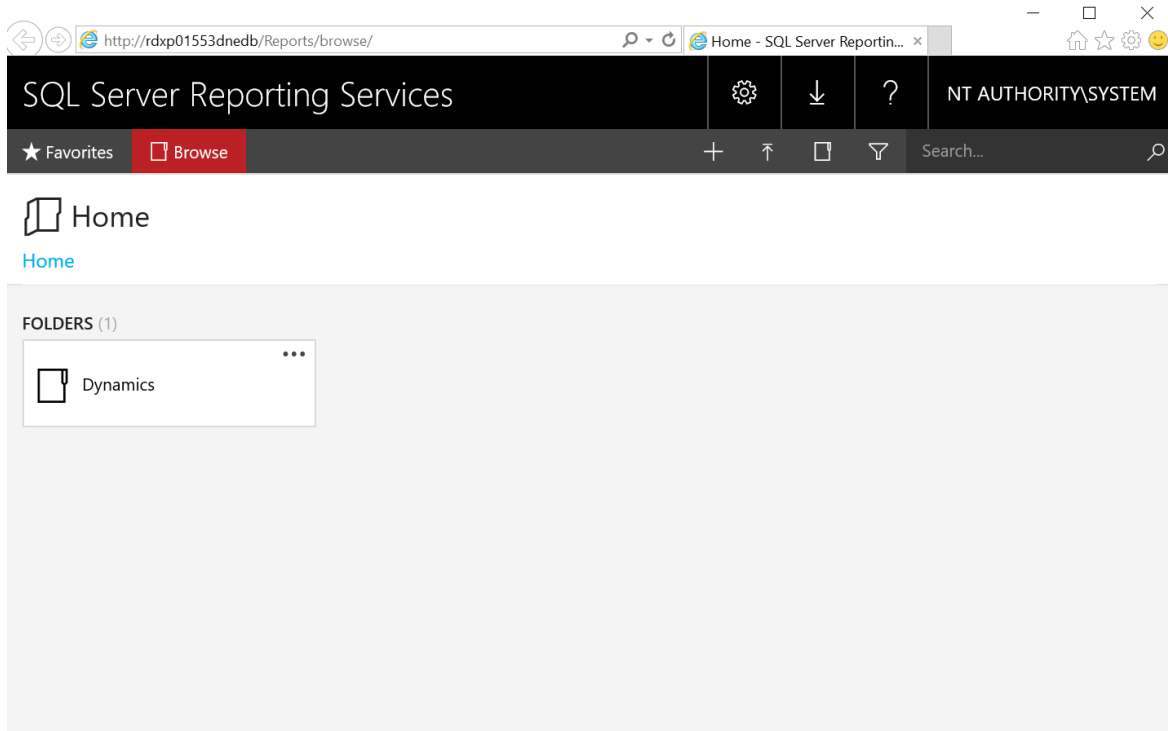 http://rdxp01553dnedb/Reports/browse/
Home - SQL Server Reportin...
SQL Server Reporting Services
NT AUTHORITY\SYSTEM
Favorites
Browse
Search...
Home
Home
FOLDERS (1)
Dynamics